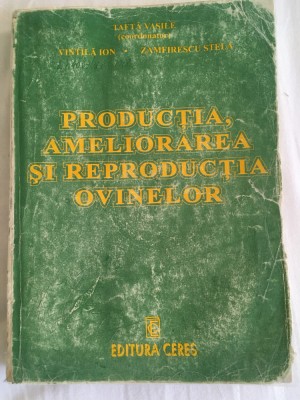 TAFTA VASILE
(coordonator)
VINTILĂ ION • ZAMFIRESCU STELA
PRODUCȚIA,
AMELIORAREA
ȘI REPRODUCȚIA
OVINELOR
EDITURA CERES